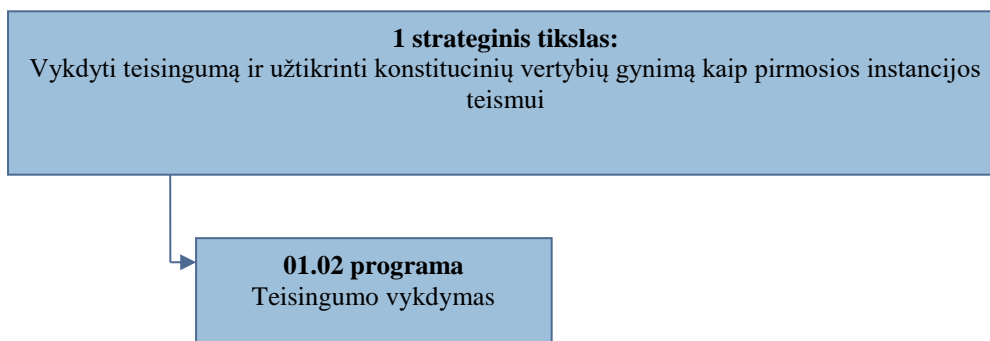 1 strateginis tikslas:
Vykdyti teisingumą ir užtikrinti konstitucinių vertybių gynimą kaip pirmosios instancijos
teismui
01.02 programa
Teisingumo vykdymas